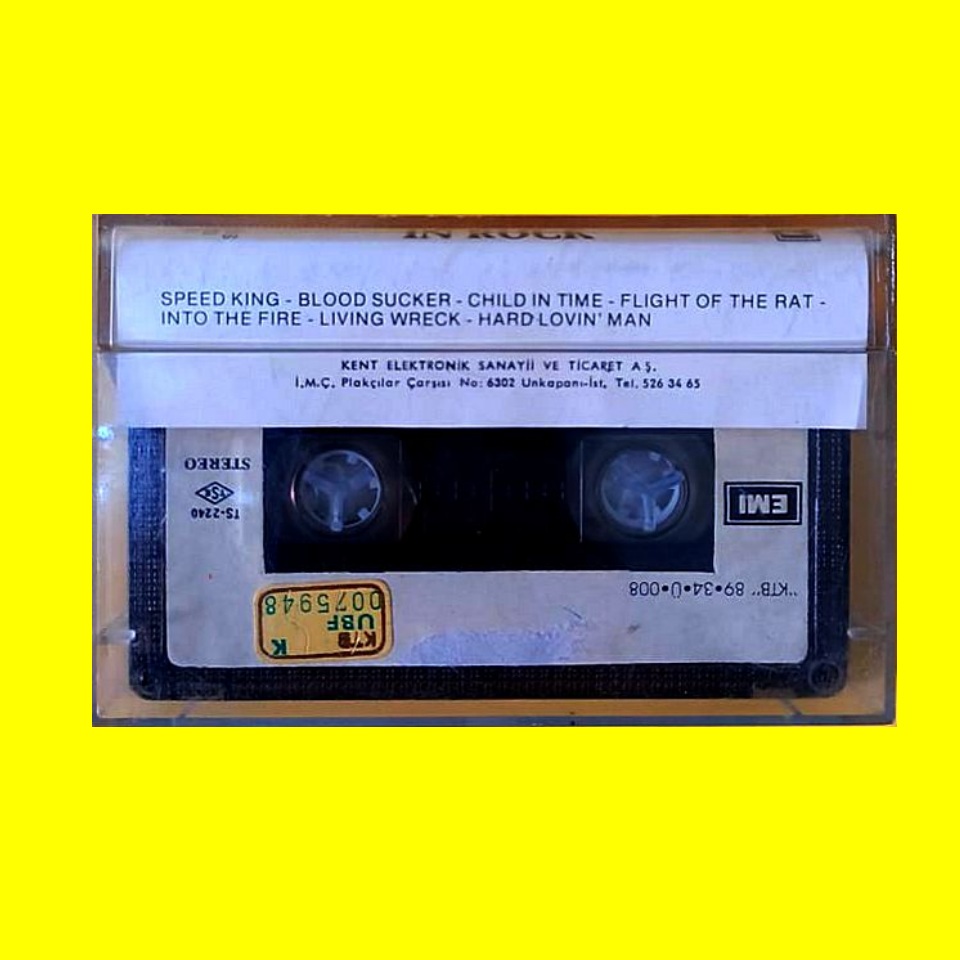 IN ROCK
SPEED KING - BLOOD SUCKER - CHILD IN TIME - FLIGHT OF THE RAT -
INTO THE FIRE - LIVING WRECK - HARD LOVIN' MAN
KENT ELEKTRONİK SANAYİİ VE TİCARET A Ş.
İ.M.Ç. Plakçılar Çarşısı No: 6302 Unkapanı-İst, Tel. 526 34 65
STEREO
TSE
TS-2240
EMI
"KTB" 89•34•Ü•008
0075948
UBF
KTB K